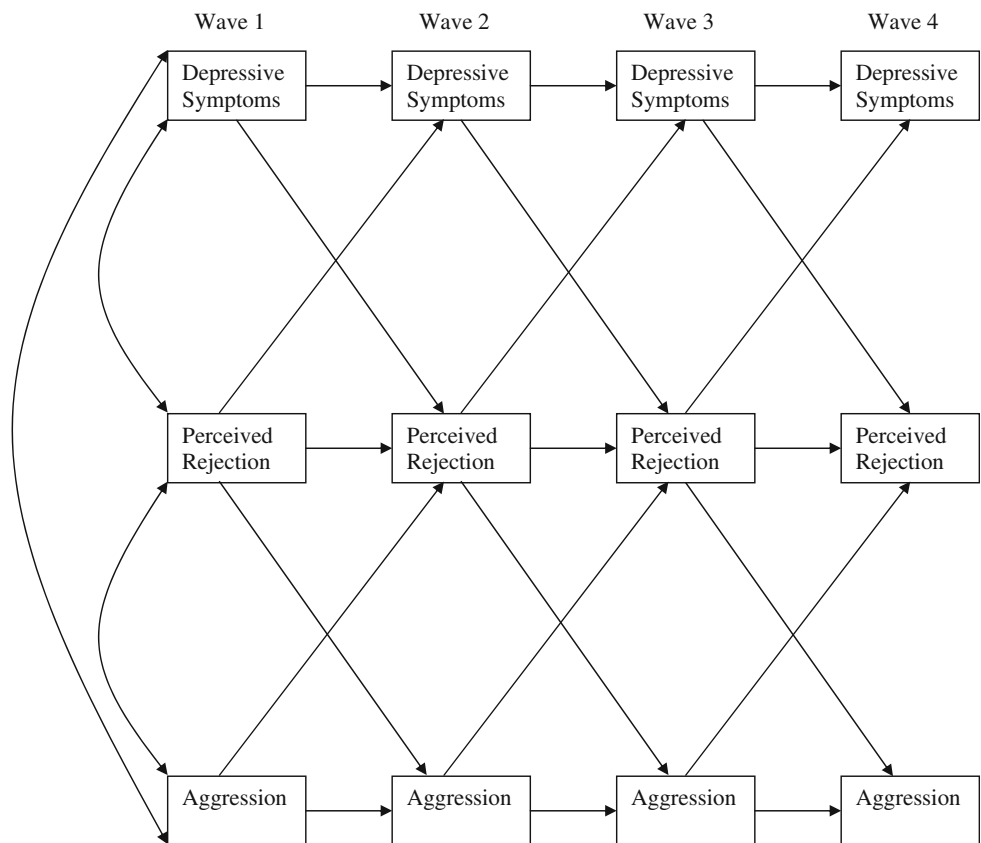 Wave 1 Wave 2 Wave 3 Wave 4
Depressive Depressive Depressive Depressive
Symptoms Symptoms Symptoms Symptoms
Perceived Perceived Perceived Perceived
Rejection Rejection Rejection Rejection
Aggression Aggression Aggression Aggression